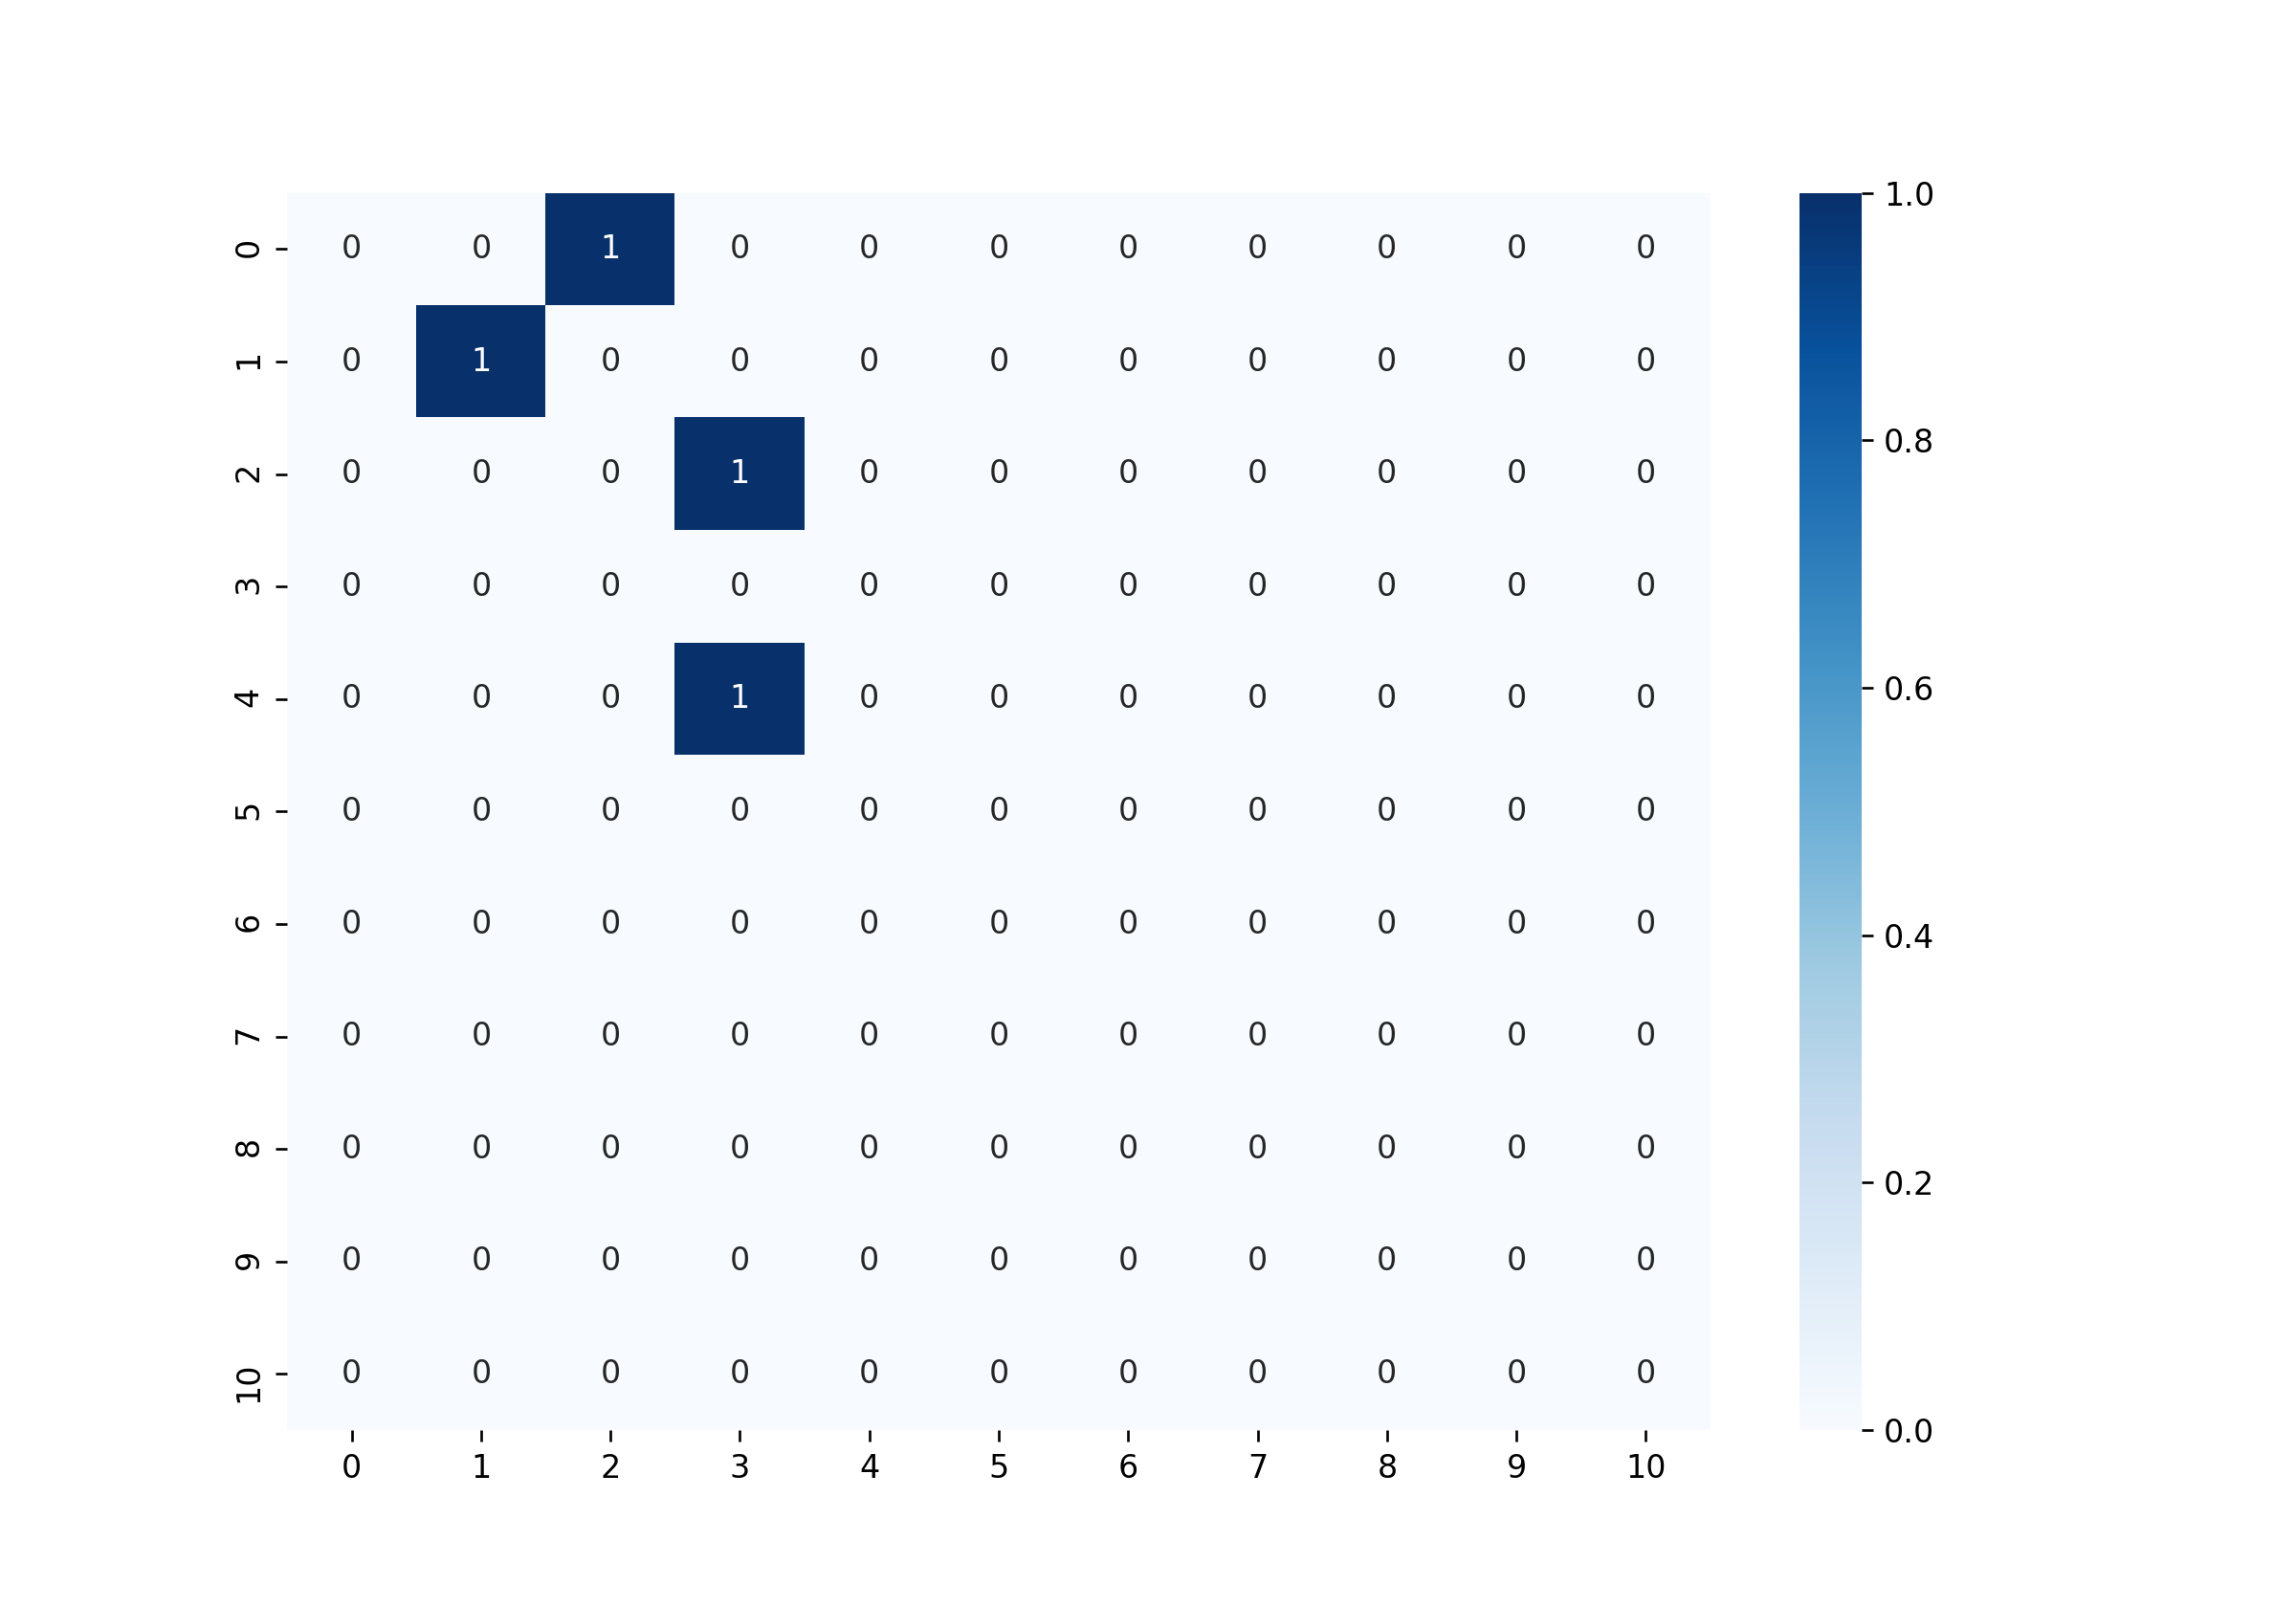 0 0 0 1 0 0 0 0 0 0 0 0
1 0 1 0 0 0 0 0 0 0 0 0
2 0 0 0 1 0 0 0 0 0 0 0
3 0 0 0 0 0 0 0 0 0 0 0
4 0 0 0 1 0 0 0 0 0 0 0
5 0 0 0 0 0 0 0 0 0 0 0
6 0 0 0 0 0 0 0 0 0 0 0
7 0 0 0 0 0 0 0 0 0 0 0
8 0 0 0 0 0 0 0 0 0 0 0
9 0 0 0 0 0 0 0 0 0 0 0
10 0 0 0 0 0 0 0 0 0 0 0
0 1 2 3 4 5 6 7 8 9 10
1.0
0.8
0.6
0.4
0.2
0.0